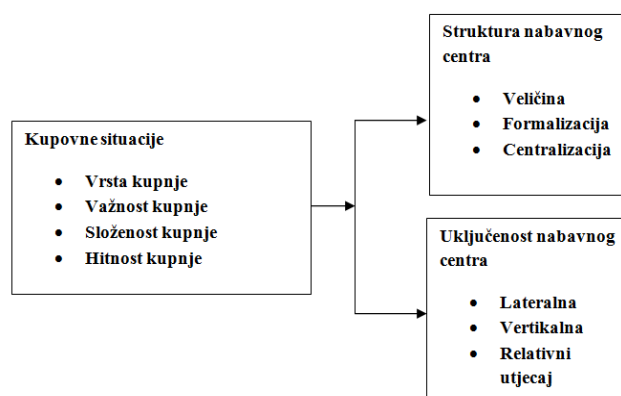 Kupovne situacije
• Vrsta kupnje
• Važnost kupnje
• Složenost kupnje
• Hitnost kupnje
Struktura nabavnog
centra
• Veličina
• Formalizacija
• Centralizacija
Uključenost nabavnog
centra
• Lateralna
• Vertikalna
• Relativni
utjecaj